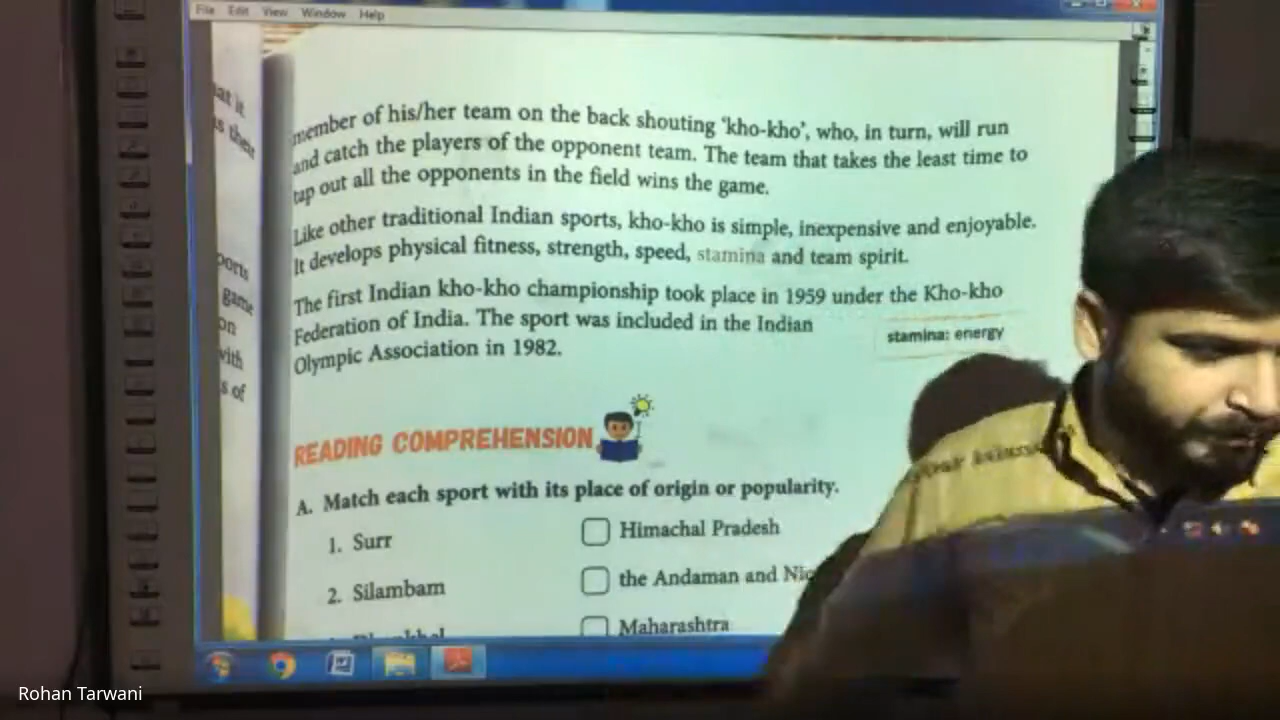 File Edit View Window Help
member of his/her team on the back shouting ‘kho-kho’, who, in turn, will run
and catch the players of the opponent team. The team that takes the least time to
tap out all the opponents in the field wins the game.
Like other traditional Indian sports, kho-kho is simple, inexpensive and enjoyable.
It develops physical fitness, strength, speed, stamina and team spirit.
The first Indian kho-kho championship took place in 1959 under the Kho-kho
Federation of India. The sport was included in the Indian
Olympic Association in 1982.
stamina: energy
READING COMPREHENSION
A. Match each sport with its place of origin or popularity.
1. Surr
Himachal Pradesh
2. Silambam
the Andaman and
Maharashtra
game
of
Rohan Tarwani